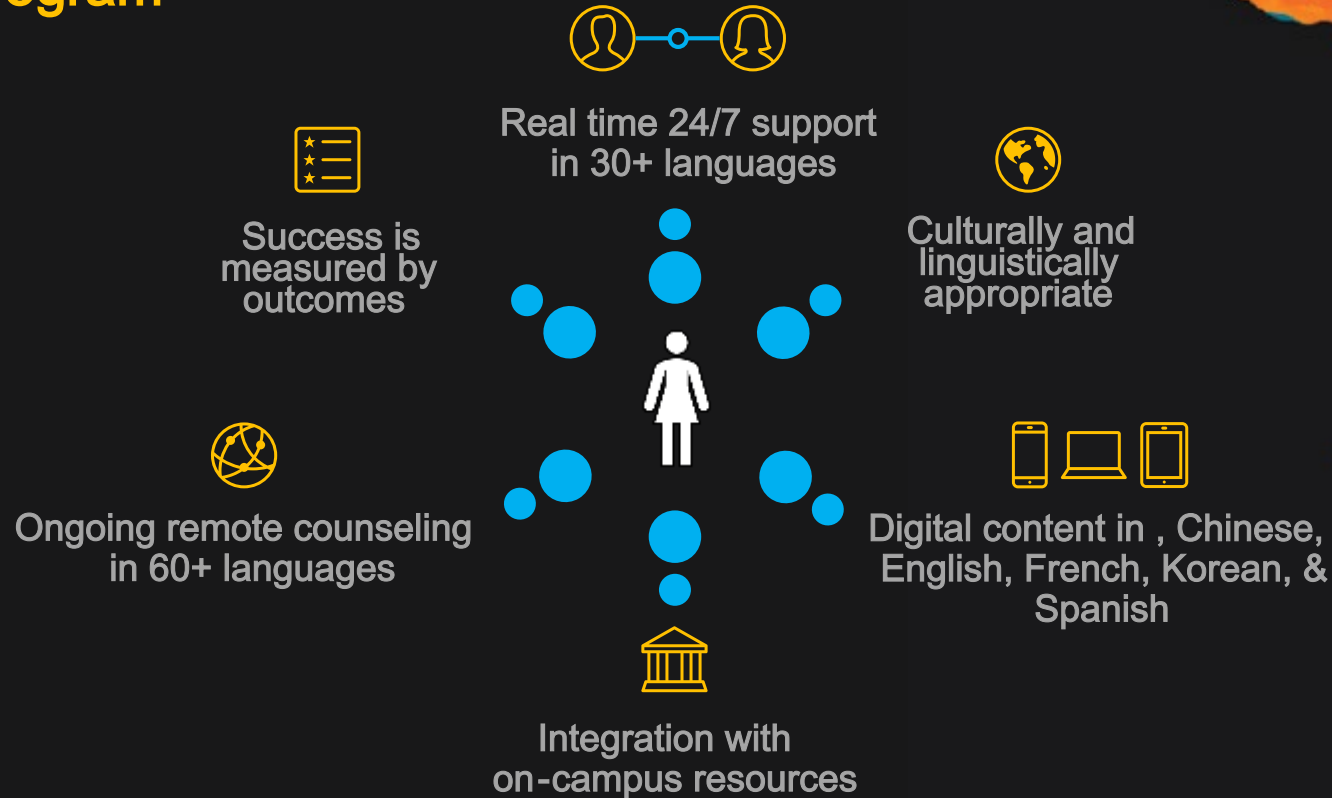 ogram
Real time 24/7 support
in 30+ languages
Success is
measured by
outcomes
Culturally and
linguistically
appropriate
Ongoing remote counseling
in 60+ languages
Digital content in , Chinese,
English, French, Korean, &
Spanish
Integration with
on-campus resources